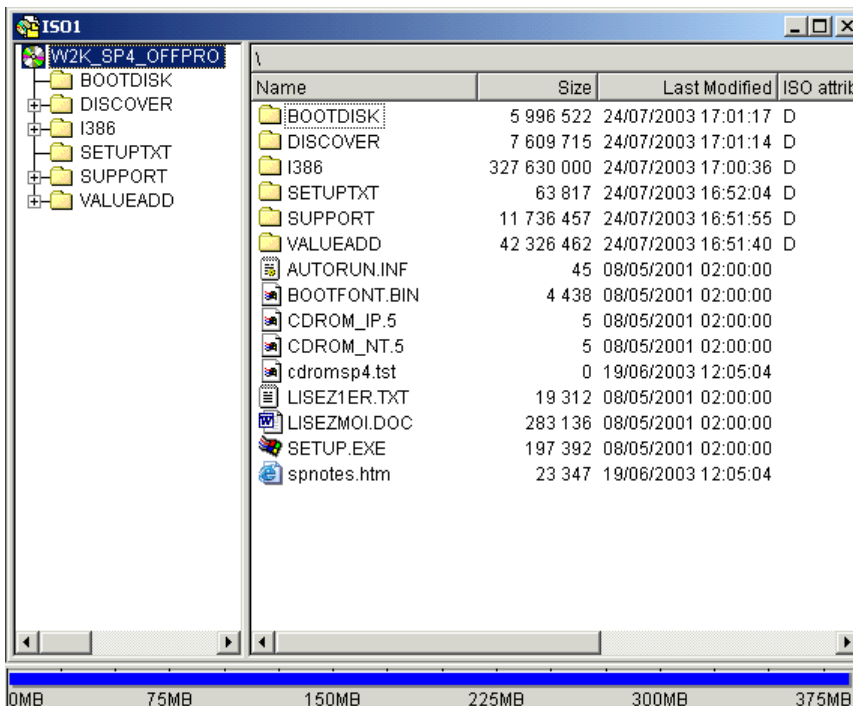 ISO1
W2K_SP4_OFFPRO
BOOTDISK
DISCOVER
I386
SETUPTXT
SUPPORT
VALUEADD
\
Name Size Last Modified ISO attrib
BOOTDISK 5 996 522 24/07/2003 17:01:17 D
DISCOVER 7 609 715 24/07/2003 17:01:14 D
I386 327 630 000 24/07/2003 17:00:36 D
SETUPTXT 63 817 24/07/2003 16:52:04 D
SUPPORT 11 736 457 24/07/2003 16:51:55 D
VALUEADD 42 326 462 24/07/2003 16:51:40 D
AUTORUN.INF 45 08/05/2001 02:00:00
BOOTFONT.BIN 4 438 08/05/2001 02:00:00
CDROM_IP.5 5 08/05/2001 02:00:00
CDROM_NT.5 5 08/05/2001 02:00:00
cdromsp4.tst 0 19/06/2003 12:05:04
LISEZ1ER.TXT 19 312 08/05/2001 02:00:00
LISEZMOI.DOC 283 136 08/05/2001 02:00:00
SETUP.EXE 197 392 08/05/2001 02:00:00
spnotes.htm 23 347 19/06/2003 12:05:04
0MB 75MB 150MB 225MB 300MB 375MB